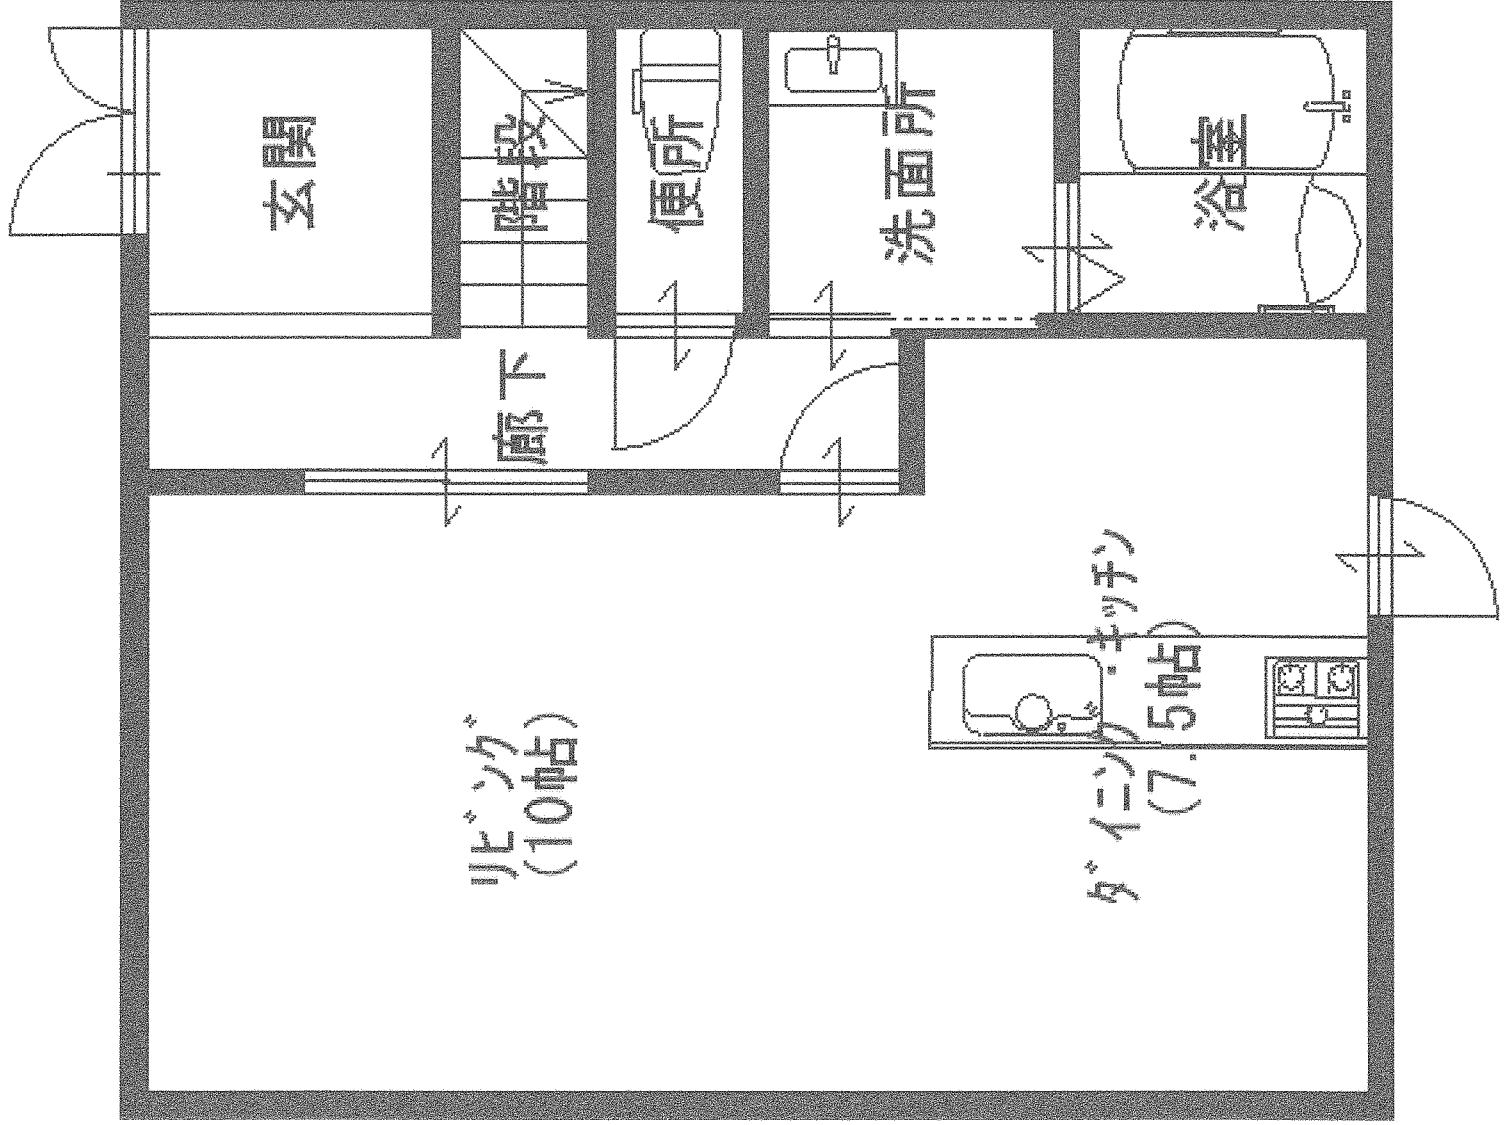 玄関
階段
便所
洗面所
浴室
廊下
ﾘﾋﾞﾝｸﾞ
(10帖)
ﾀﾞｲﾆﾝｸﾞ･ｷｯﾁﾝ
(7.5帖)